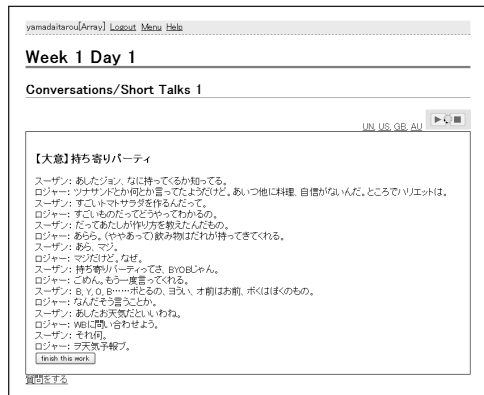 yamadaitarou[Array] Logout Menu Help
Week 1 Day 1
Conversations/Short Talks 1
UN, US, GB, AU
【大意】持ち寄りパーティ
スーザン: あしたジョン、なに持ってくるか知ってる。
ロジャー: ツナサンドとか何とか言ってたようだけど。あいつ他に料理、自信がないんだ。ところでハリエットは。
スーザン: すごいトマトサラダを作るんだって。
ロジャー: すごいものだってどうやってわかるの。
スーザン: だってあたしが作り方を教えたんだもの。
ロジャー: あらら。(ややあって)飲み物はだれが持ってきてくれる。
スーザン: あら、マジ。
ロジャー: マジだけど。なぜ。
スーザン: 持ち寄りパーティってさ、BYOBじゃん。
ロジャー: ごめん。もう一度言ってくれる。
スーザン: B, Y, O, B……ボとるの、ヨうい、オ前はお前、ボくはぼくのもの。
ロジャー: なんだそう言うことか。
スーザン: あしたお天気だといいわね。
ロジャー: WBに問い合わせよう。
スーザン: それ何。
ロジャー: ヲ天気予報ブ。
finish this work
質問をする